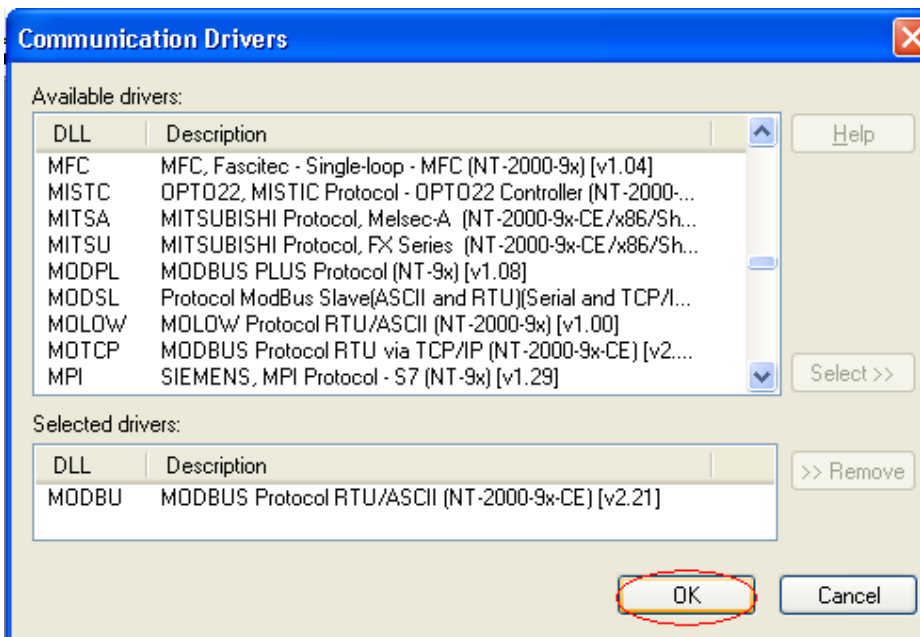 Communication Drivers
Available drivers:
DLL Description
MFC MFC, Fascitec - Single-loop - MFC (NT-2000-9x) [v1.04]
MISTC OPTO22, MISTIC Protocol - OPTO22 Controller (NT-2000-...
MITSA MITSUBISHI Protocol, Melsec-A (NT-2000-9x-CE/x86/Sh...
MITSU MITSUBISHI Protocol, FX Series (NT-2000-9x-CE/x86/Sh...
MODPL MODBUS PLUS Protocol (NT-9x) [v1.08]
MODSL Protocol ModBus Slave(ASCII and RTU)(Serial and TCP/I...
MOLOW MOLOW Protocol RTU/ASCII (NT-2000-9x) [v1.00]
MOTCP MODBUS Protocol RTU via TCP/IP (NT-2000-9x-CE) [v2....
MPI SIEMENS, MPI Protocol - S7 (NT-9x) [v1.29]
Help
Select >>
Selected drivers:
DLL Description
MODBU MODBUS Protocol RTU/ASCII (NT-2000-9x-CE) [v2.21]
>> Remove
OK Cancel